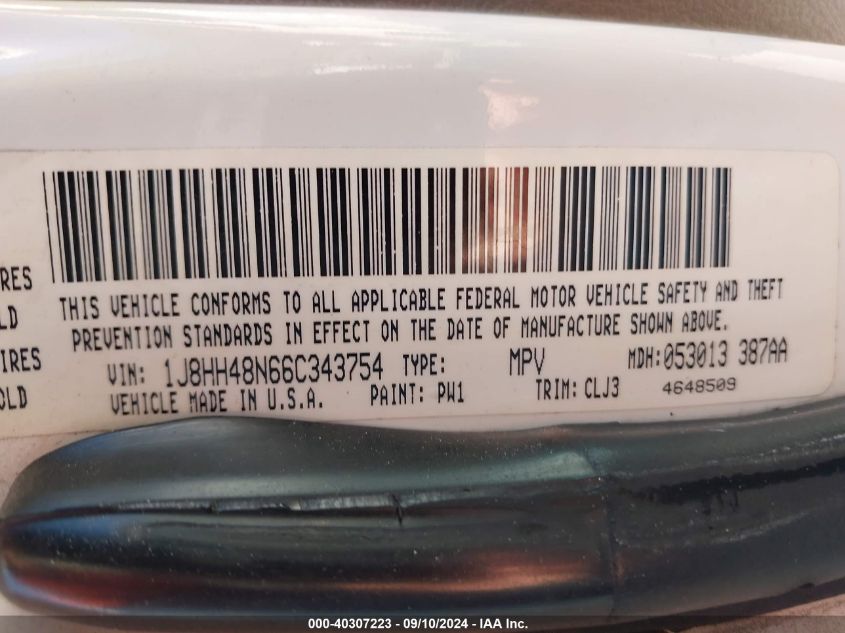 RES
LD
IRES
OLD
THIS VEHICLE CONFORMS TO ALL APPLICABLE FEDERAL MOTOR VEHICLE SAFETY AND THEFT
PREVENTION STANDARDS IN EFFECT ON THE DATE OF MANUFACTURE SHOWN ABOVE.
VIN: 1J8HH48N66C343754 TYPE: MPV MDH:053013 387AA
VEHICLE MADE IN U.S.A. PAINT: PW1 TRIM: CLJ3 4648509
000-40307223 - 09/10/2024 - IAA Inc.